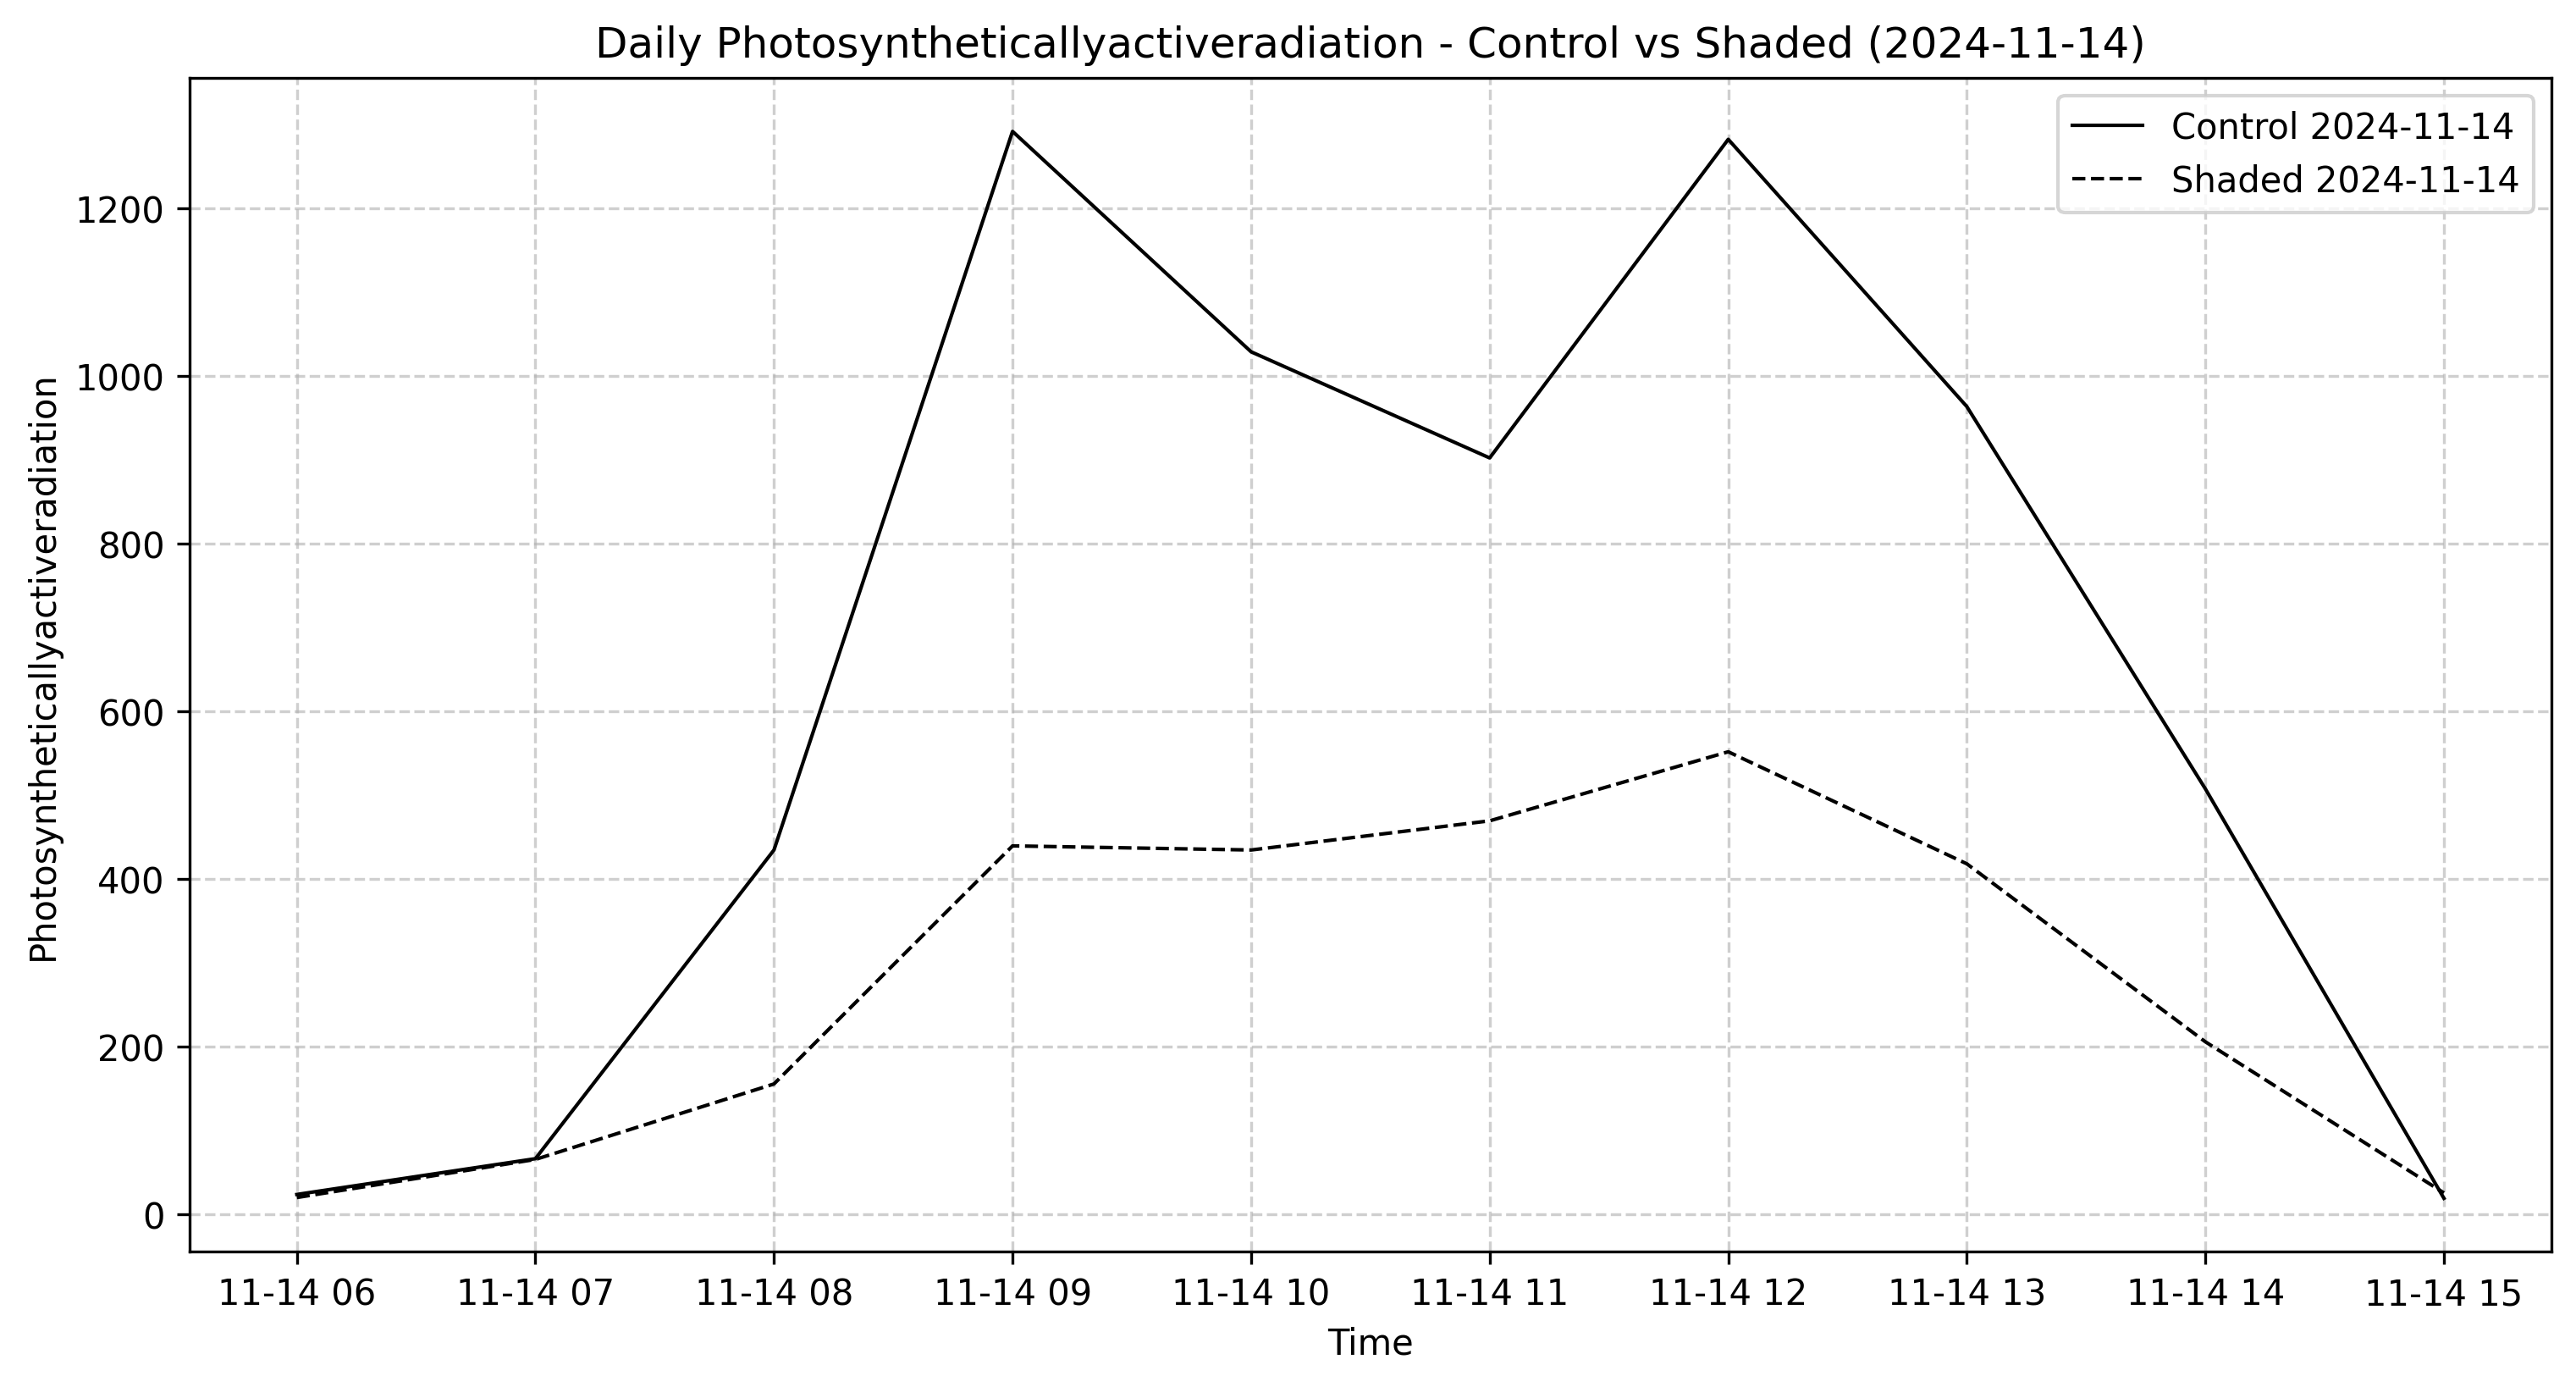 Daily Photosyntheticallyactiveradiation - Control vs Shaded (2024-11-14)
Control 2024-11-14
Shaded 2024-11-14
Photosyntheticallyactiveradiation
1200
1000
800
600
400
200
0
11-14 06 11-14 07 11-14 08 11-14 09 11-14 10 11-14 11 11-14 12 11-14 13 11-14 14 11-14 15
Time